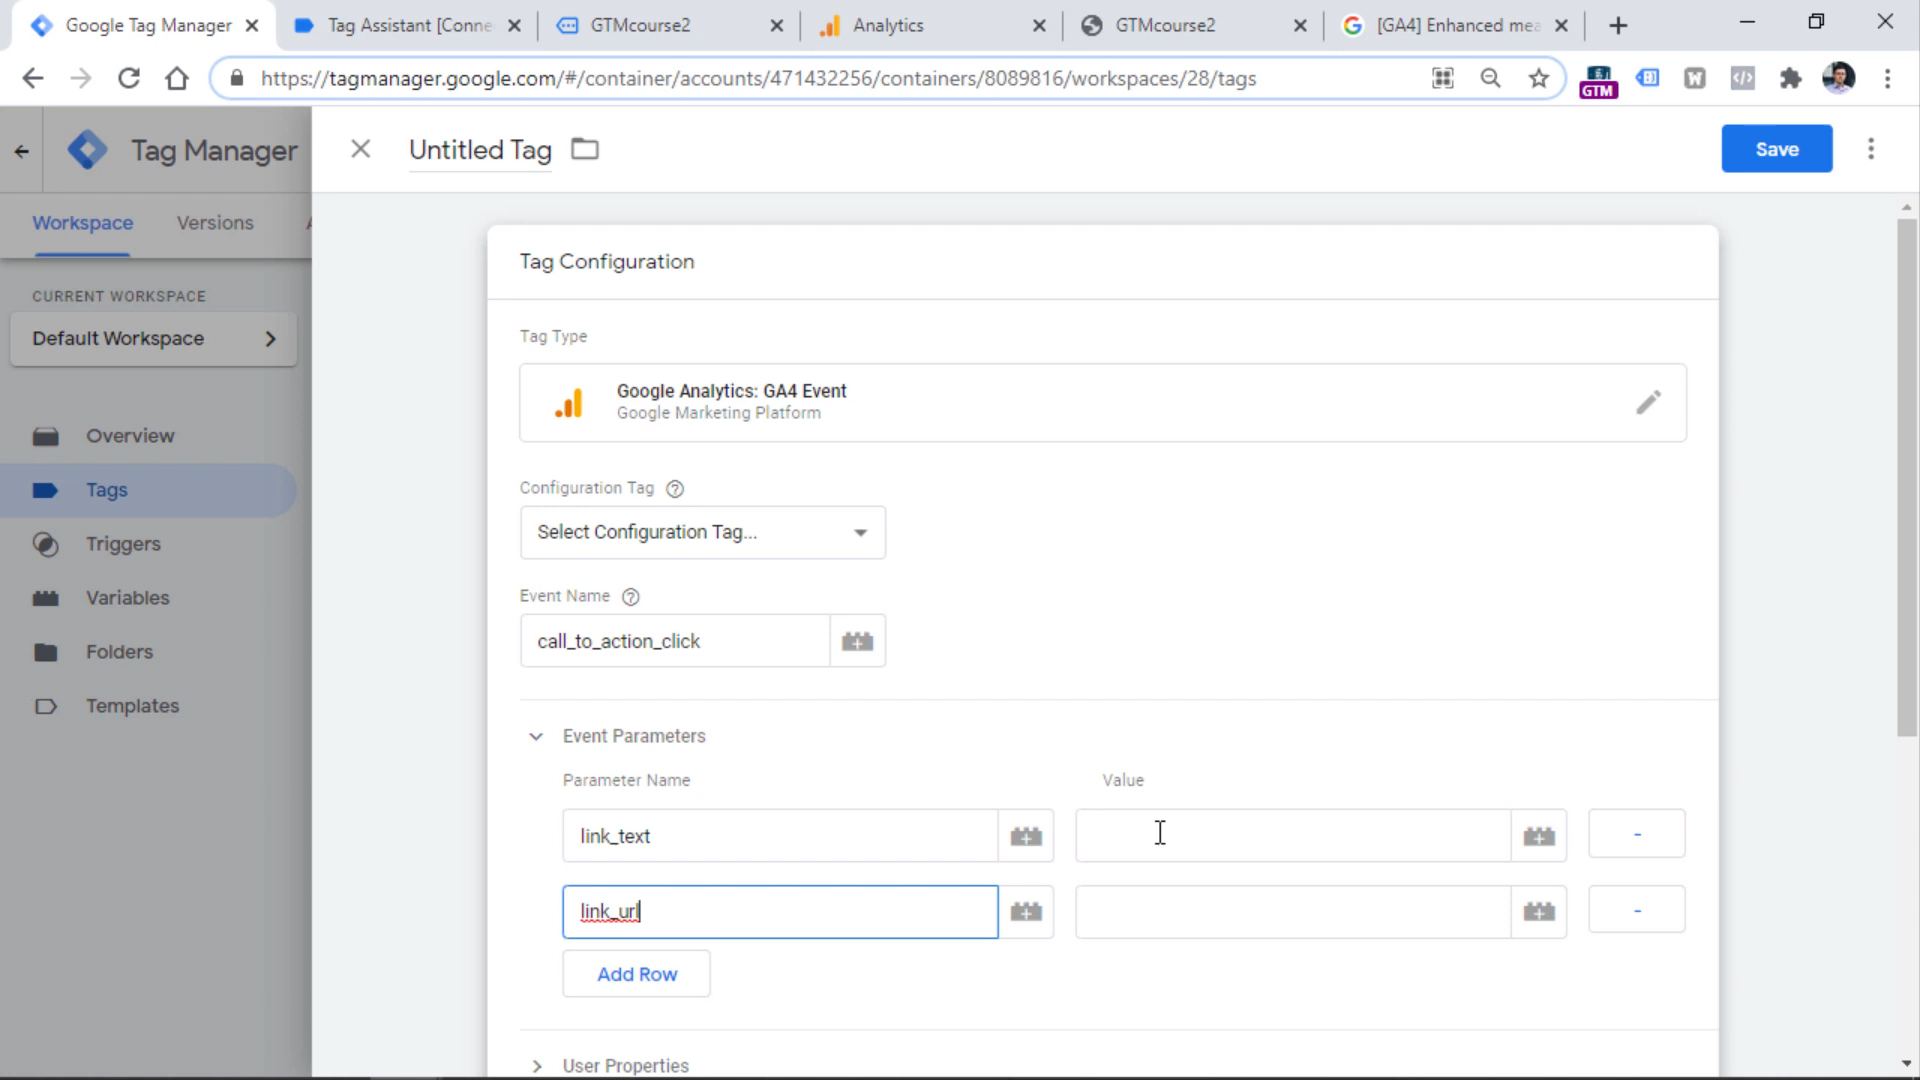 Google Tag Manager
Tag Assistant [Conne
GTMcourse2
Analytics
GTMcourse2
[GA4] Enhanced mea
https://tagmanager.google.com/#/container/accounts/471432256/containers/8089816/workspaces/28/tags
GTM
W
Tag Manager
Untitled Tag
Save
Workspace
Versions
Tag Configuration
CURRENT WORKSPACE
Default Workspace
Tag Type
Google Analytics: GA4 Event
Google Marketing Platform
Overview
Tags
Triggers
Variables
Folders
Templates
Configuration Tag
Select Configuration Tag...
Event Name
call_to_action_click
Event Parameters
Parameter Name
Value
link_text
-
link_url
-
Add Row
User Properties